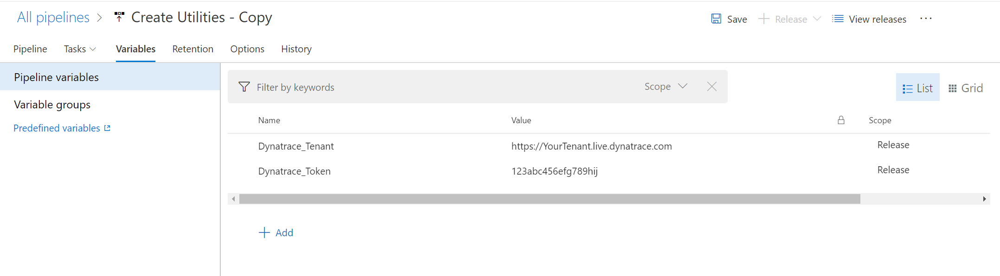 All pipelines > Create Utilities - Copy
Save + Release View releases ...
Pipeline Tasks Variables Retention Options History
Pipeline variables
Variable groups
Predefined variables
Filter by keywords Scope
List Grid
Name Value Scope
Dynatrace_Tenant https://YourTenant.live.dynatrace.com Release
Dynatrace_Token 123abc456efg789hij Release
+ Add